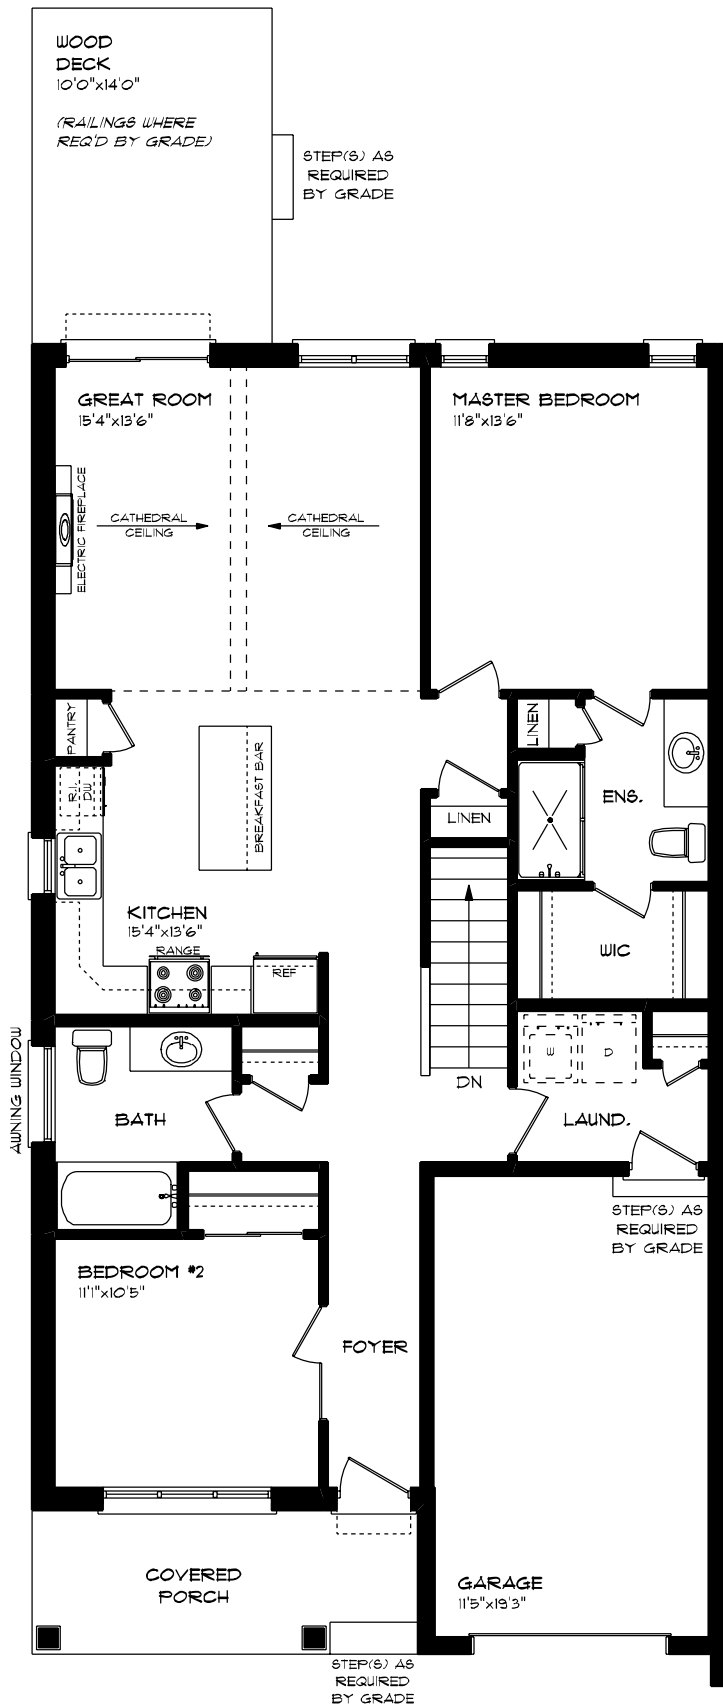 WOOD
DECK
10'0"x14'0"
(RAILINGS WHERE
REQ'D BY GRADE)
STEP(S) AS
REQUIRED
BY GRADE
GREAT ROOM
15'4"x13'6"
MASTER BEDROOM
11'8"x13'6"
ELECTRIC FIREPLACE
CATHEDRAL
CEILING
CATHEDRAL
CEILING
PANTRY
LINEN
R.I.
DW
BREAKFAST BAR
ENS.
LINEN
KITCHEN
15'4"x13'6"
RANGE
REF
WIC
AWNING WINDOW
W
D
DN
BATH
LAUND.
STEP(S) AS
REQUIRED
BY GRADE
BEDROOM #2
11'1"x10'5"
FOYER
COVERED
PORCH
GARAGE
11'5"x19'3"
STEP(S) AS
REQUIRED
BY GRADE